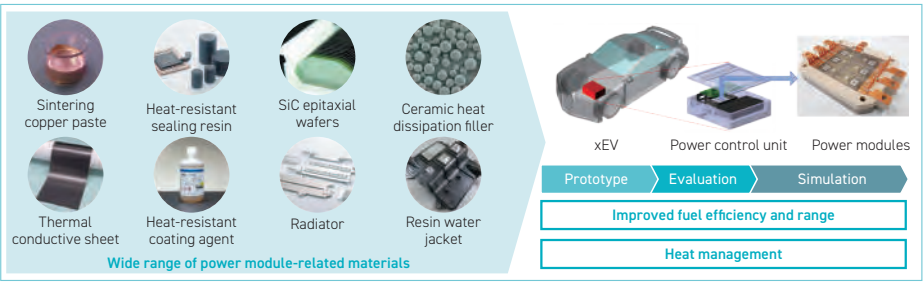 Sintering
copper paste
Heat-resistant
sealing resin
SiC epitaxial
wafers
Ceramic heat
dissipation filler
Thermal
conductive sheet
Heat-resistant
coating agent
Radiator
Resin water
jacket
Wide range of power module-related materials
xEV
Power control unit
Power modules
Prototype
Evaluation
Simulation
Improved fuel efficiency and range
Heat management